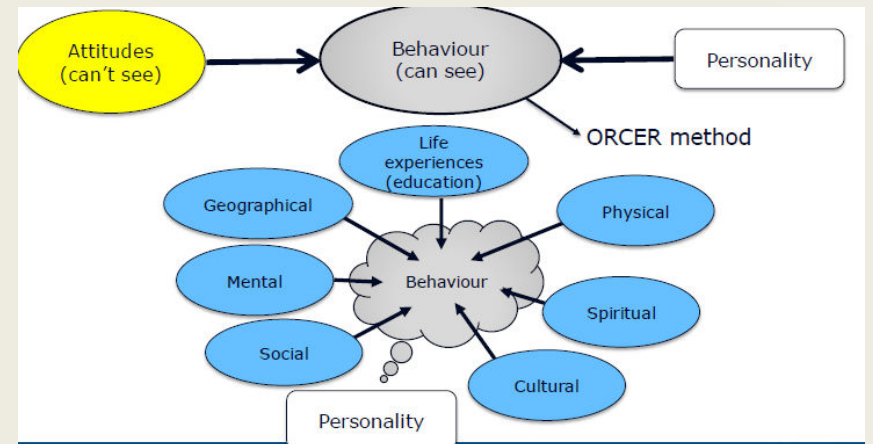 Attitudes
(can't see)
Behaviour
(can see)
Personality
ORCER method
Life
experiences
(education)
Geographical
Physical
Mental
Behaviour
Spiritual
Social
Cultural
Personality